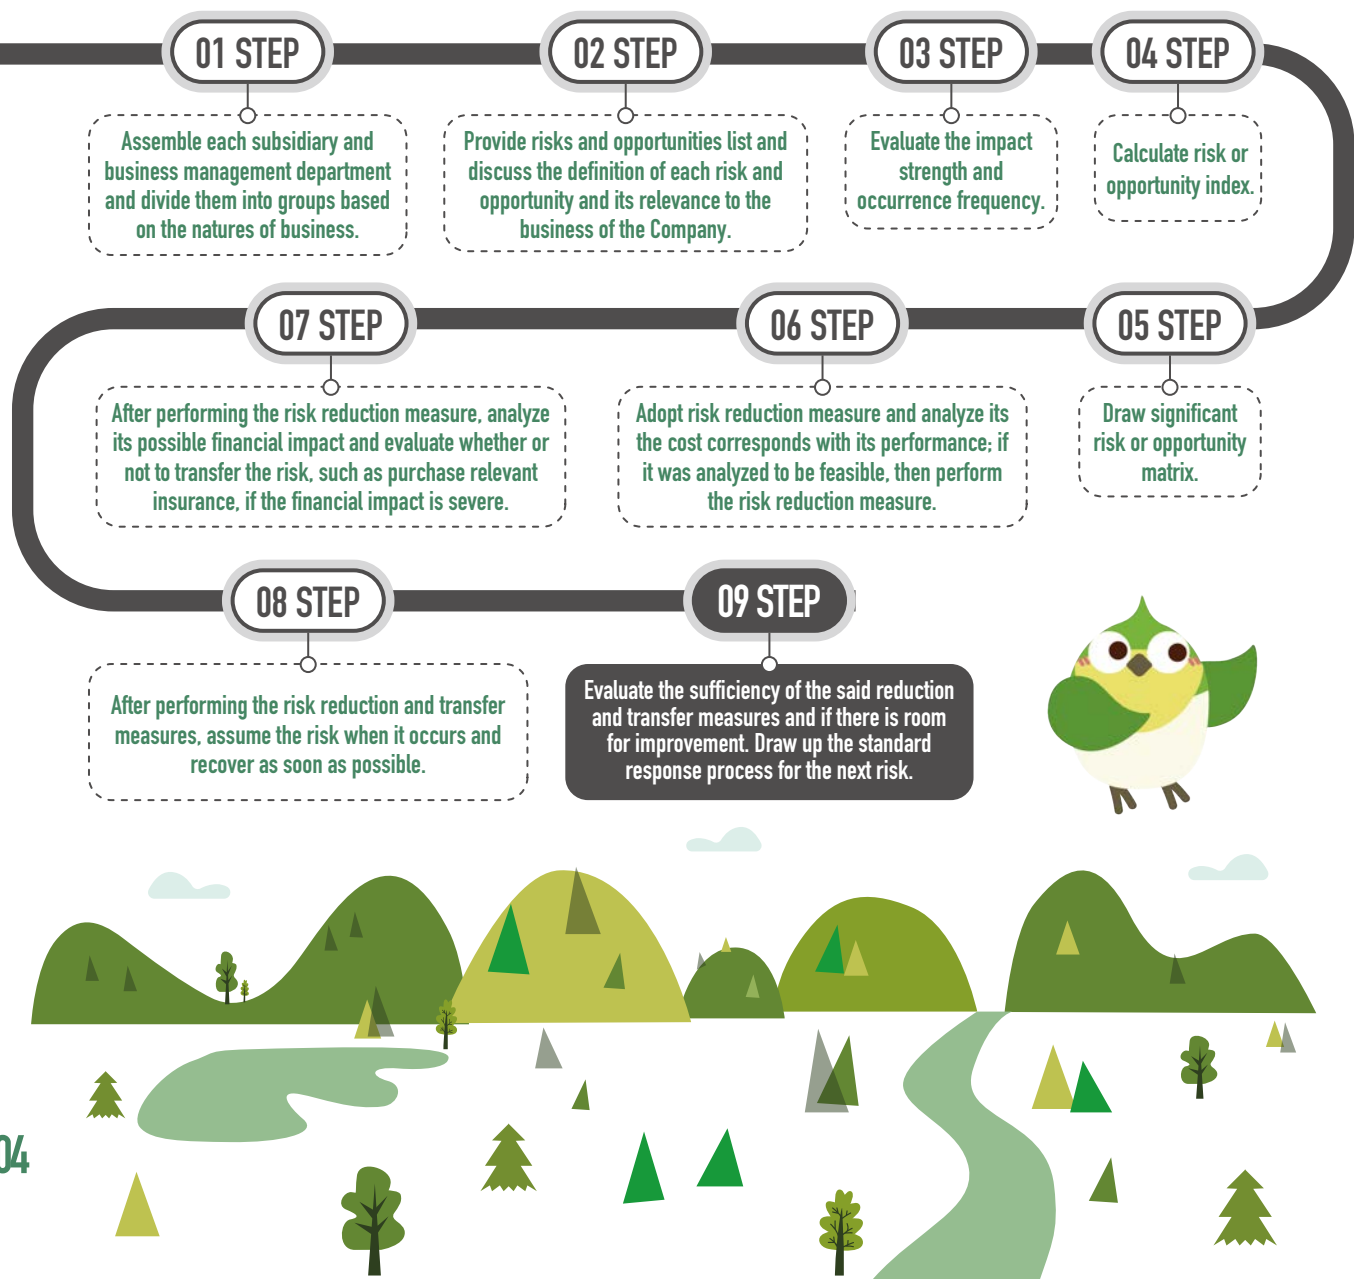 01 STEP
Assemble each subsidiary and
business management department
and divide them into groups based
on the natures of business.
02 STEP
Provide risks and opportunities list and
discuss the definition of each risk and
opportunity and its relevance to the
business of the Company.
03 STEP
Evaluate the impact
strength and
occurrence frequency.
04 STEP
Calculate risk or
opportunity index.
05 STEP
Draw significant
risk or opportunity
matrix.
06 STEP
Adopt risk reduction measure and analyze its
the cost corresponds with its performance; if
it was analyzed to be feasible, then perform
the risk reduction measure.
07 STEP
After performing the risk reduction measure, analyze
its possible financial impact and evaluate whether or
not to transfer the risk, such as purchase relevant
insurance, if the financial impact is severe.
08 STEP
After performing the risk reduction and transfer
measures, assume the risk when it occurs and
recover as soon as possible.
09 STEP
Evaluate the sufficiency of the said reduction
and transfer measures and if there is room
for improvement. Draw up the standard
response process for the next risk.
04